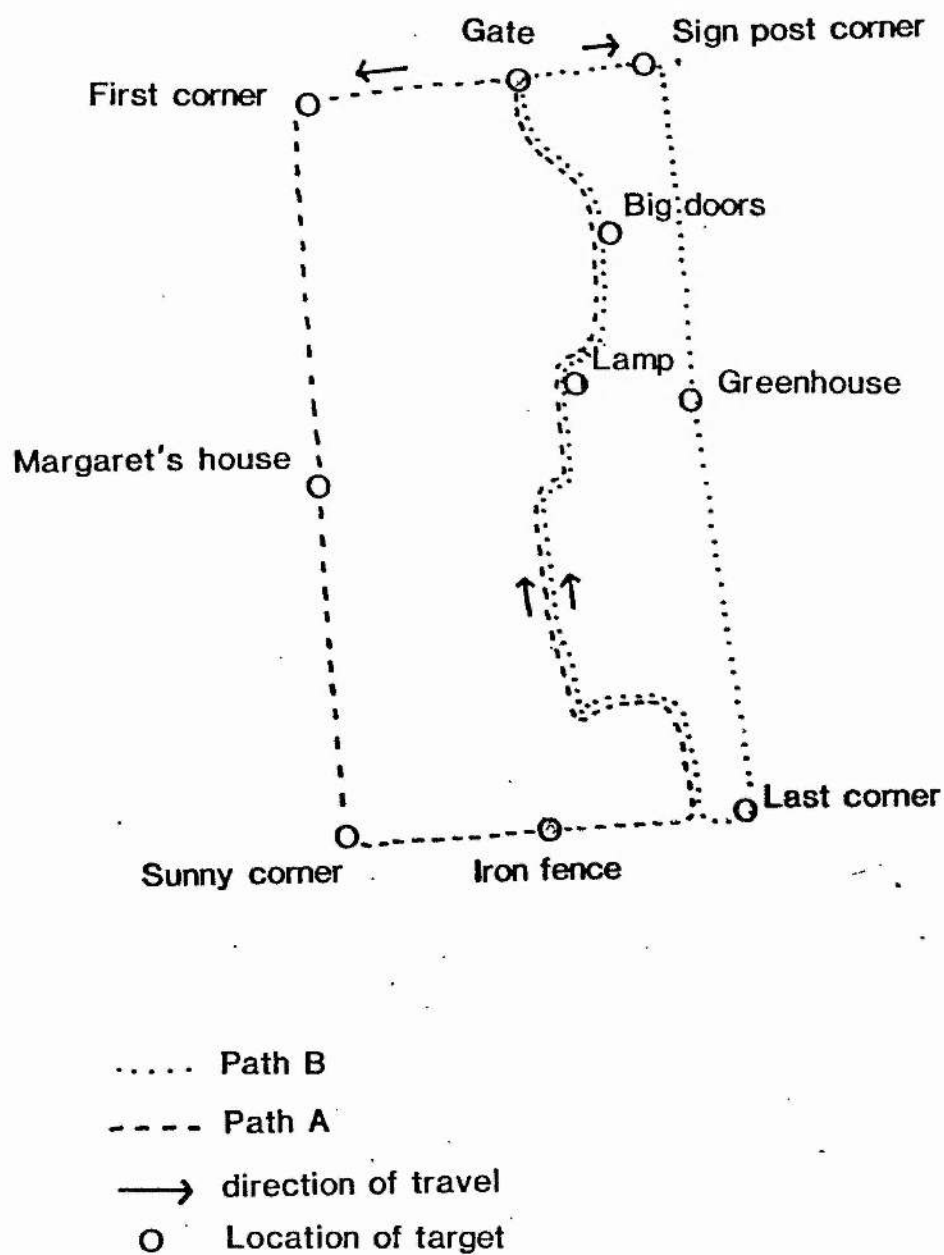 Gate
Sign post corner
First corner
Big doors
Lamp
Greenhouse
Margaret's house
Last corner
Sunny corner
Iron fence
Path B
Path A
direction of travel
Location of target